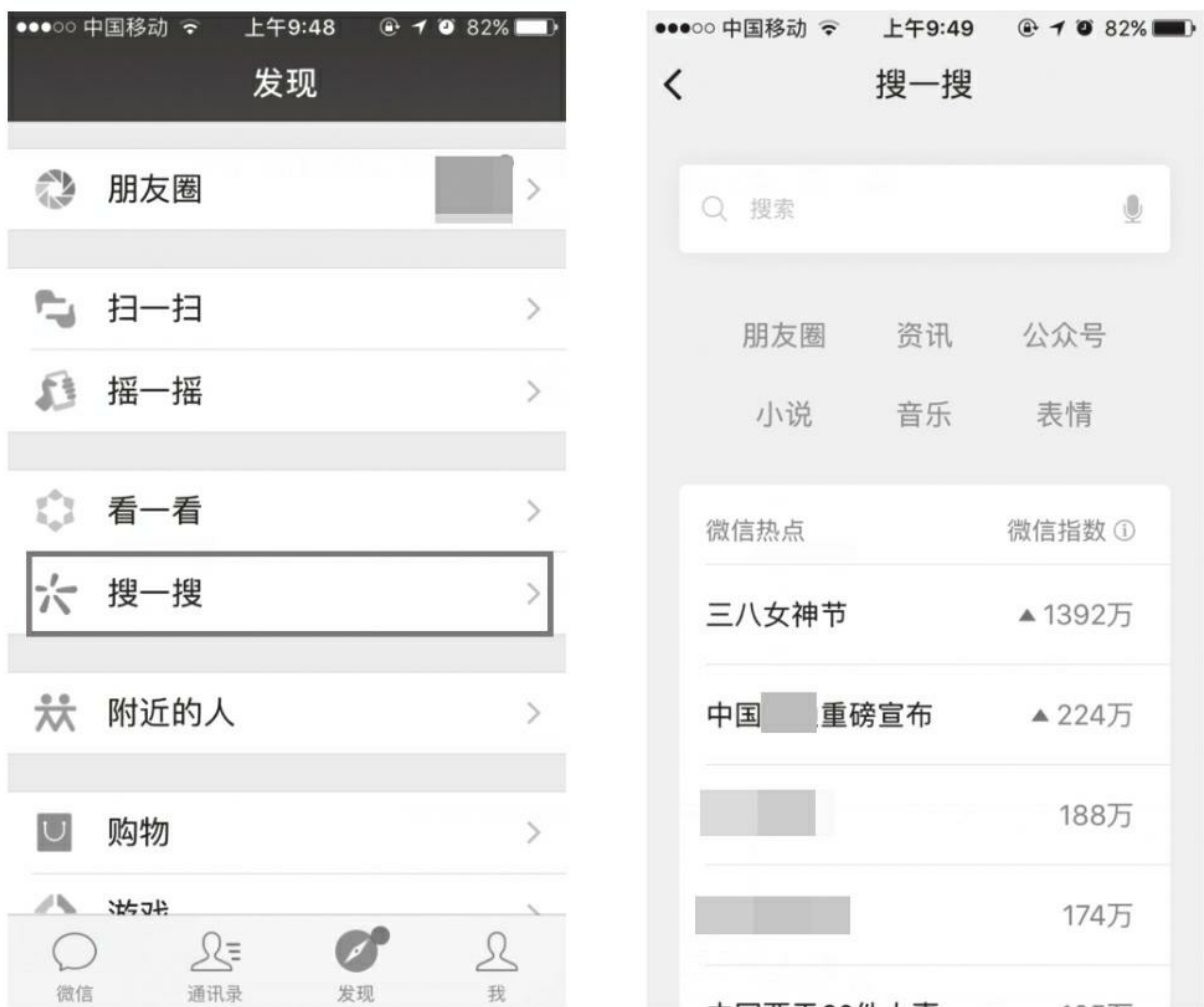 中国移动 上午9:48 82%
发现
朋友圈
扫一扫
摇一摇
看一看
搜一搜
附近的人
购物
游戏
微信 通讯录 发现 我
中国移动 上午9:49 82%
搜一搜
搜索
朋友圈 资讯 公众号
小说 音乐 表情
微信热点 微信指数
三八女神节 ▲ 1392万
中国 重磅宣布 ▲ 224万
188万
174万